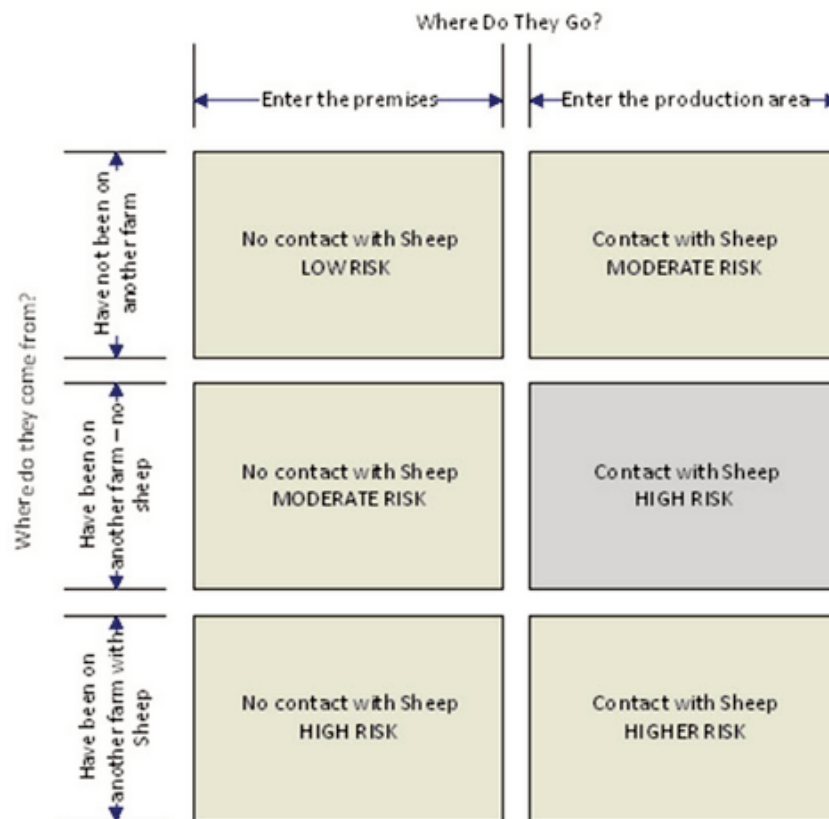 Where Do They Go?
Enter the premises
Enter the production area
Where do they come from?
Have not been on
another farm
No contact with Sheep
LOW RISK
Contact with Sheep
MODERATE RISK
Have been on
another farm – no
sheep
No contact with Sheep
MODERATE RISK
Contact with Sheep
HIGH RISK
Have been on
another farm with
Sheep
No contact with Sheep
HIGH RISK
Contact with Sheep
HIGHER RISK